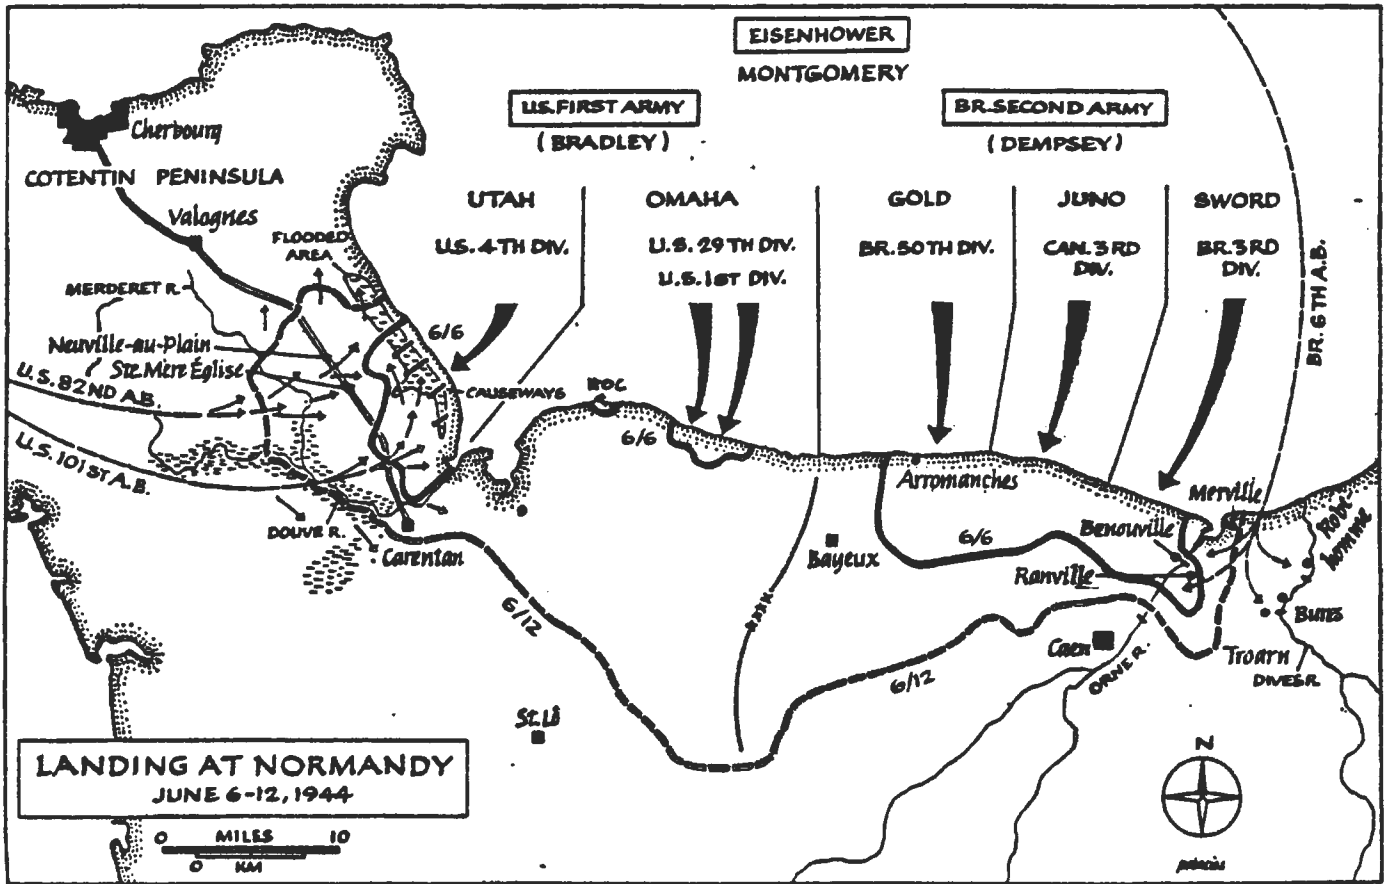 EISENHOWER
MONTGOMERY
U.S. FIRST ARMY
(BRADLEY)
BR. SECOND ARMY
(DEMPSEY)
Cherbourg
COTENTIN PENINSULA
Valognes
UTAH
OMAHA
GOLD
JUNO
SWORD
FLOODED
AREA
U.S. 4TH DIV.
U.S. 29TH DIV.
U.S. 1ST DIV.
BR. 50TH DIV.
CAN. 3RD
DIV.
BR. 3RD
DIV.
BR. 6TH A.B.
MERDERET R.
6/6
Neuville-au-Plain
Ste. Mère Église
U.S. 82ND A.B.
CAUSEWAYS
HOC
6/6
U.S. 101ST A.B.
Arromanches
Merville
Robe-
homme
DOUVE R.
Carentan
Bayeux
6/6
Benouville
Ranville
6/12
Bures
Caen
ORNE R.
Troarn
DIVES R.
6/12
St. Lô
LANDING AT NORMANDY
JUNE 6-12, 1944
0 MILES 10
0 KM
N
palacios